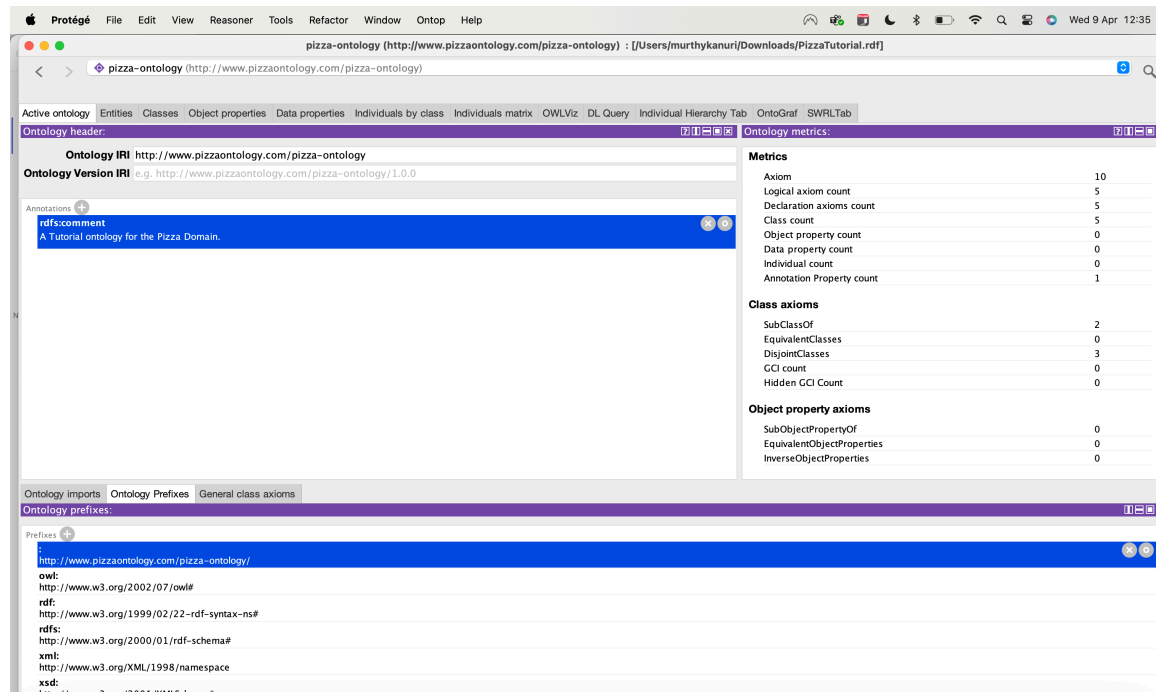 Protégé File Edit View Reasoner Tools Refactor Window Ontop Help Wed 9 Apr 12:35
pizza-ontology (http://www.pizzaontology.com/pizza-ontology) : [/Users/murthykanuri/Downloads/PizzaTutorial.rdf]
pizza-ontology (http://www.pizzaontology.com/pizza-ontology)
Active ontology Entities Classes Object properties Data properties Individuals by class Individuals matrix OWLViz DL Query Individual Hierarchy Tab OntoGraf SWRLTab
Ontology header:
Ontology IRI http://www.pizzaontology.com/pizza-ontology
Ontology Version IRI e.g. http://www.pizzaontology.com/pizza-ontology/1.0.0
Annotations
rdfs:comment
A Tutorial ontology for the Pizza Domain.
Ontology metrics:
Metrics
Axiom 10
Logical axiom count 5
Declaration axioms count 5
Class count 5
Object property count 0
Data property count 0
Individual count 0
Annotation Property count 1
Class axioms
SubClassOf 2
EquivalentClasses 0
DisjointClasses 3
GCI count 0
Hidden GCI Count 0
Object property axioms
SubObjectPropertyOf 0
EquivalentObjectProperties 0
InverseObjectProperties 0
Ontology imports Ontology Prefixes General class axioms
Ontology prefixes:
Prefixes
:
http://www.pizzaontology.com/pizza-ontology/
owl:
http://www.w3.org/2002/07/owl#
rdf:
http://www.w3.org/1999/02/22-rdf-syntax-ns#
rdfs:
http://www.w3.org/2000/01/rdf-schema#
xml:
http://www.w3.org/XML/1998/namespace
xsd: